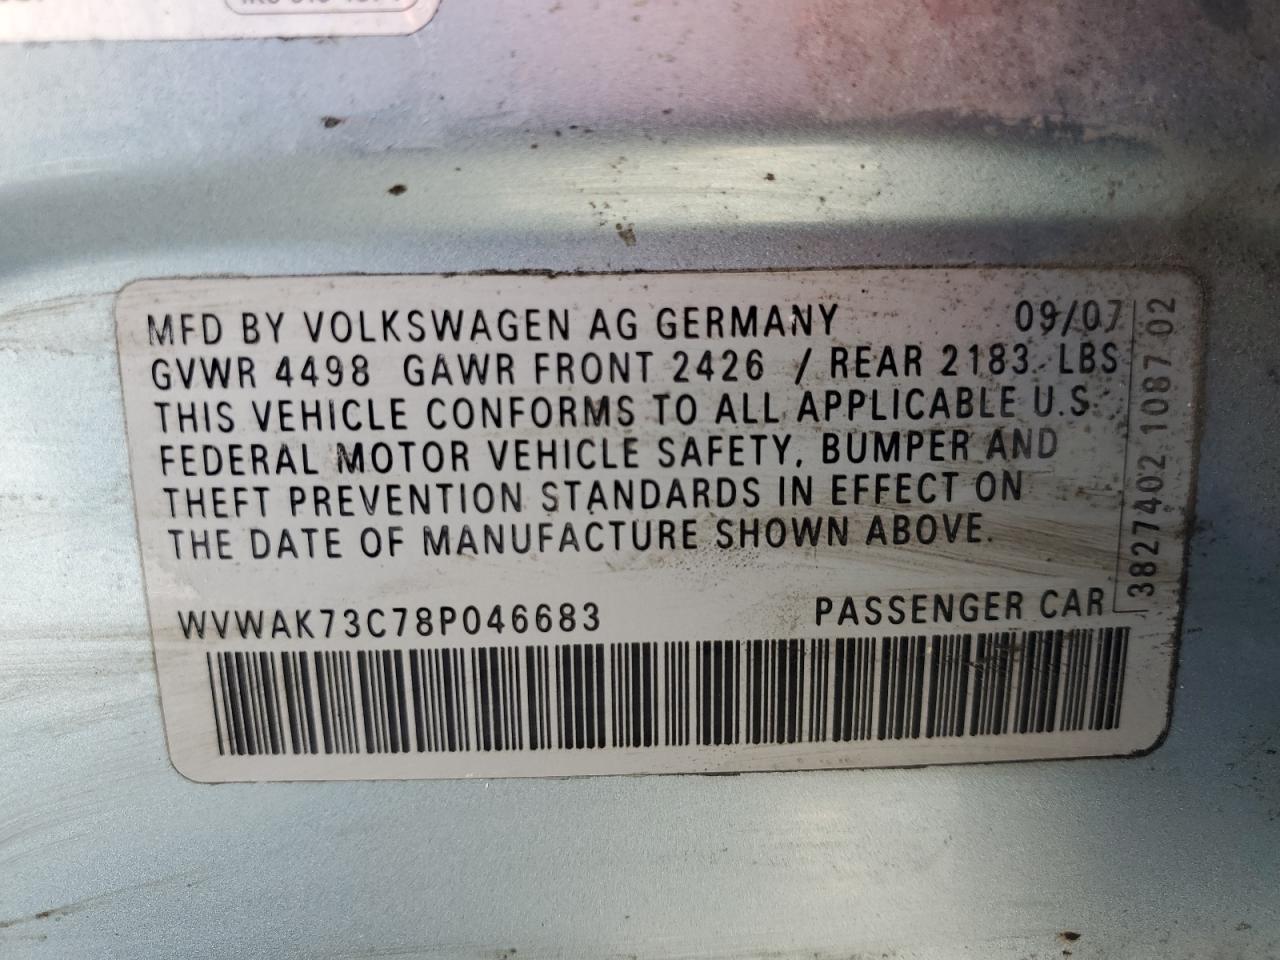 MFD BY VOLKSWAGEN AG GERMANY 09/07
GVWR 4498 GAWR FRONT 2426 / REAR 2183 LBS
THIS VEHICLE CONFORMS TO ALL APPLICABLE U.S.
FEDERAL MOTOR VEHICLE SAFETY, BUMPER AND
THEFT PREVENTION STANDARDS IN EFFECT ON
THE DATE OF MANUFACTURE SHOWN ABOVE.
WVWAK73C78P046683 PASSENGER CAR
3827402 1087 02